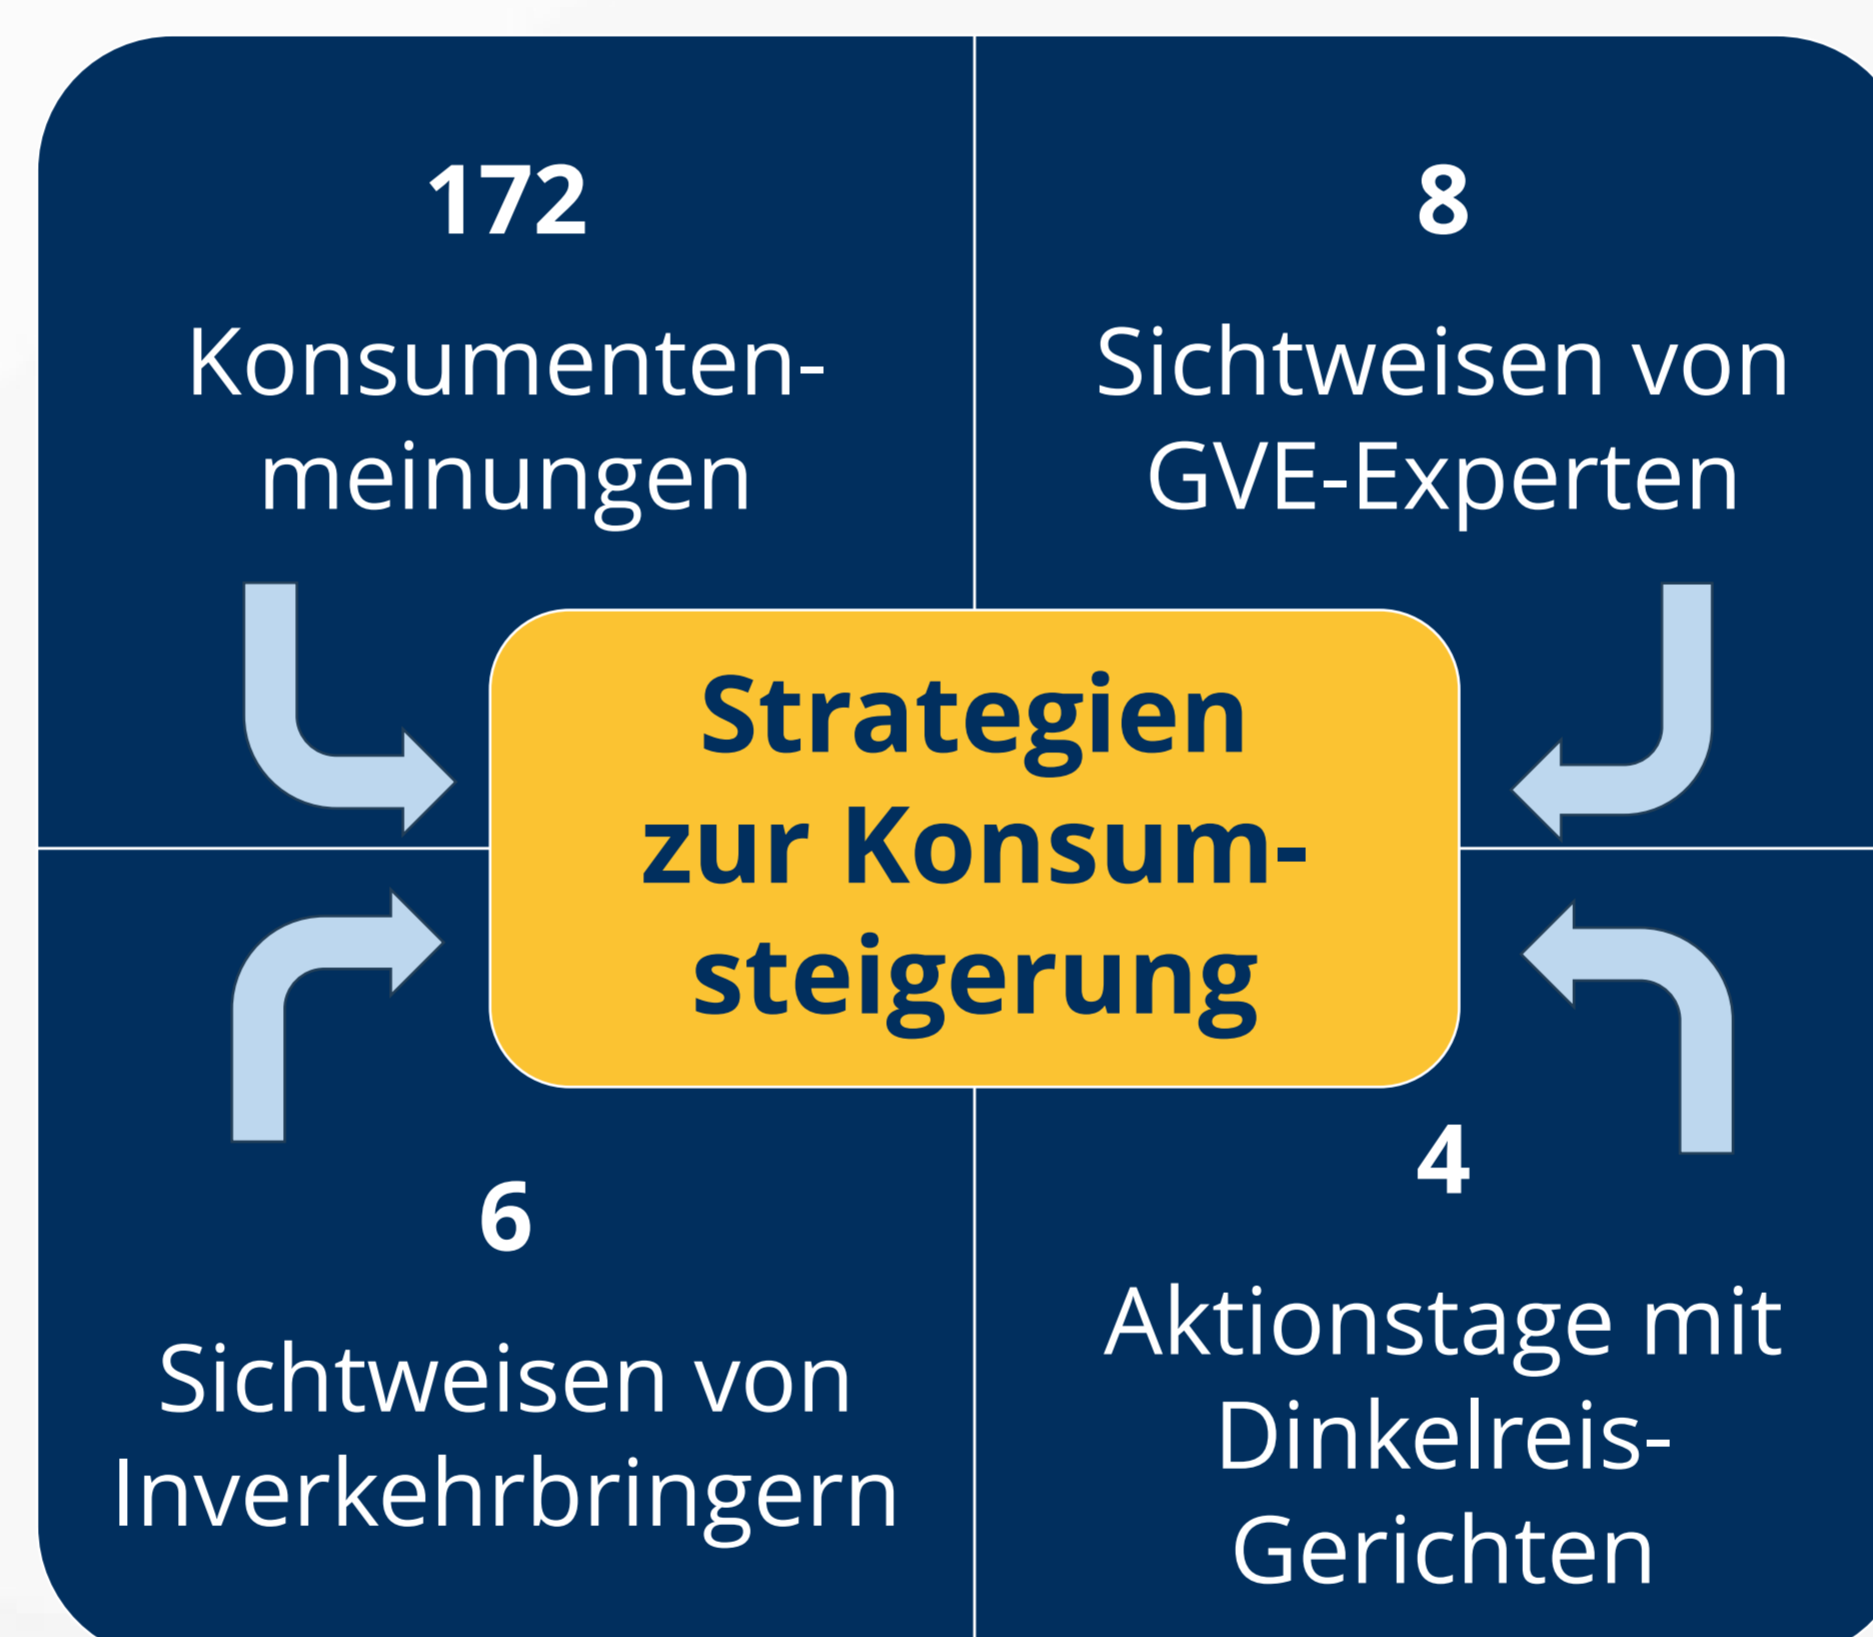 172
Konsumenten-
meinungen
8
Sichtweisen von
GVE-Experten
Strategien
zur Konsum-
steigerung
6
Sichtweisen von
Inverkehrbringern
4
Aktionstage mit
Dinkelreis-
Gerichten